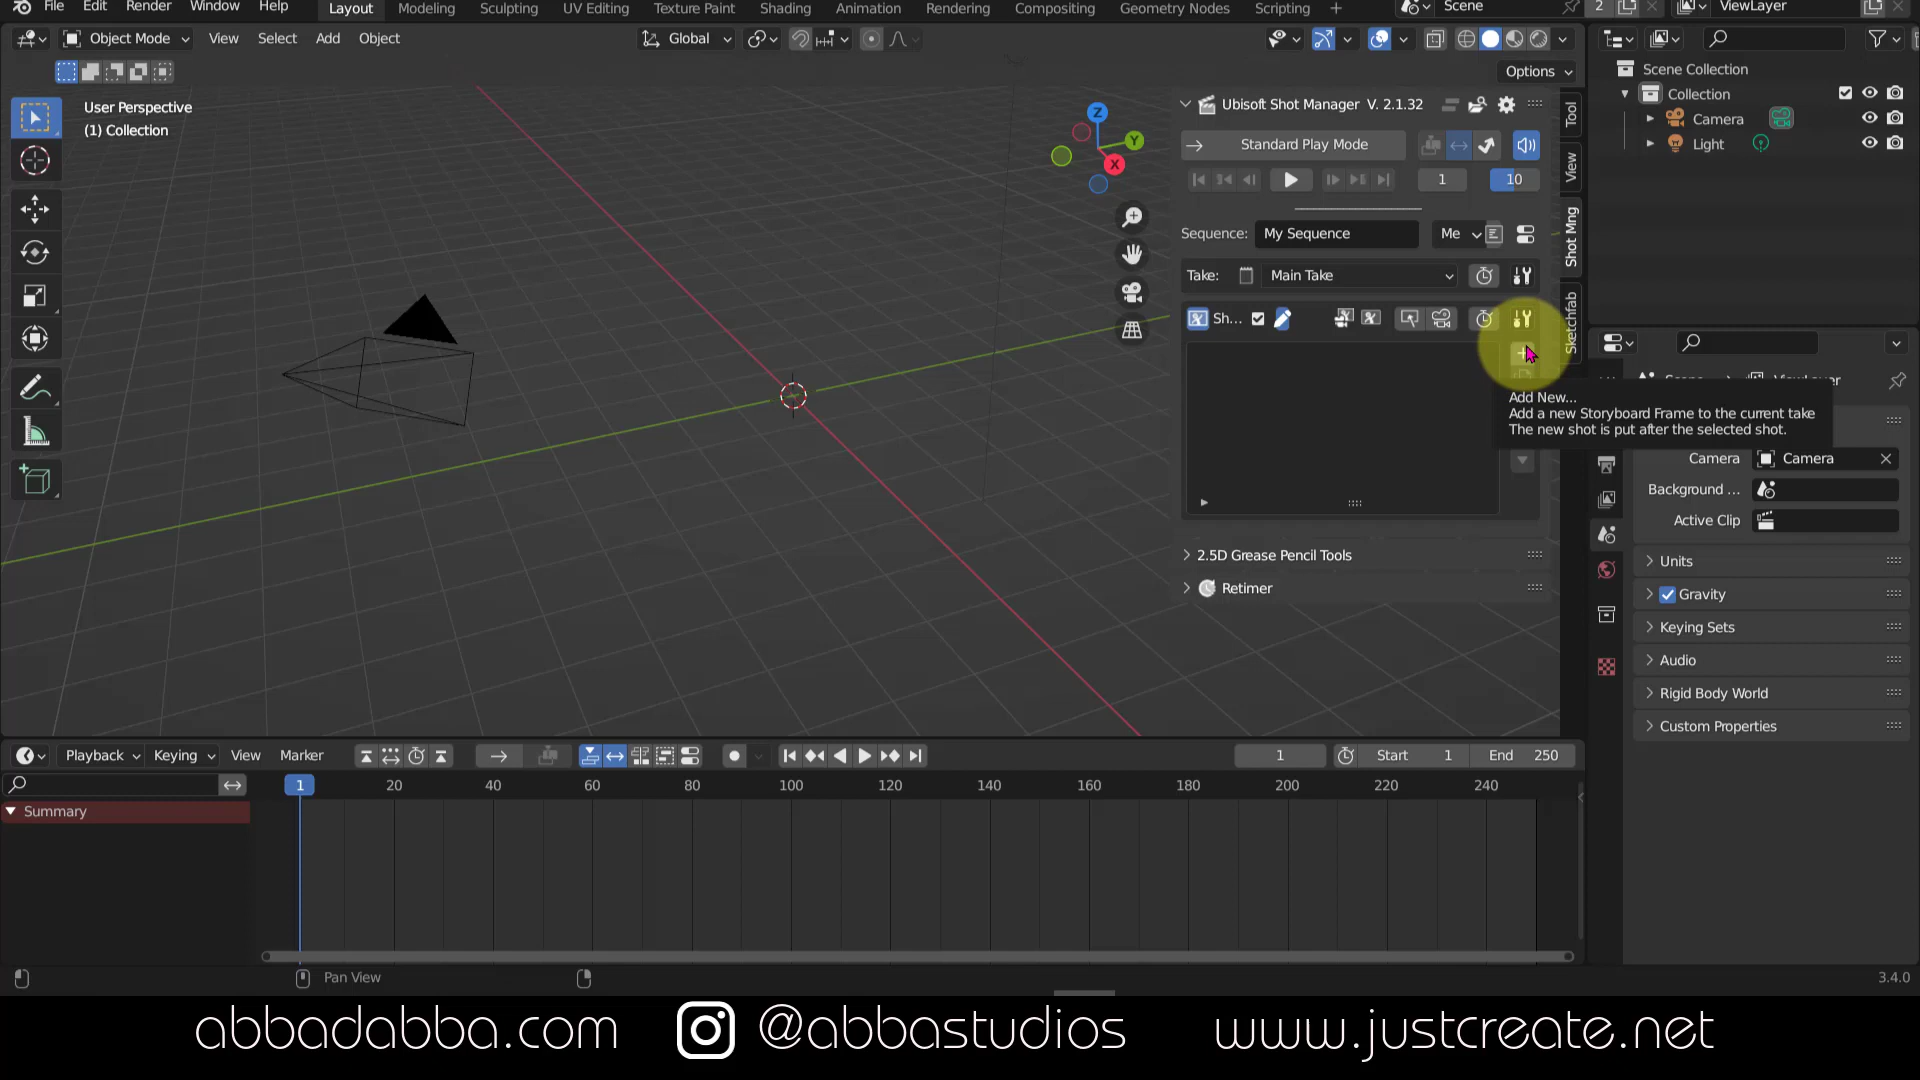 File Edit Render Window Help Layout Modeling Sculpting UV Editing Texture Paint Shading Animation Rendering Compositing Geometry Nodes Scripting + Scene 2 ViewLayer
Object Mode View Select Add Object Global
Options
User Perspective
(1) Collection
Z
Y
X
Ubisoft Shot Manager V. 2.1.32
Standard Play Mode
1 10
Sequence: My Sequence Me
Take: Main Take
Sh...
Add New...
Add a new Storyboard Frame to the current take
The new shot is put after the selected shot.
2.5D Grease Pencil Tools
Retimer
Tool
View
Shot Mng
Sketchfab
Scene Collection
Collection
Camera
Light
Camera Camera
Background ...
Active Clip
Units
Gravity
Keying Sets
Audio
Rigid Body World
Custom Properties
Playback Keying View Marker 1 Start 1 End 250
1 20 40 60 80 100 120 140 160 180 200 220 240
Summary
Pan View 3.4.0
abbadabba.com @abbastudios www.justcreate.net